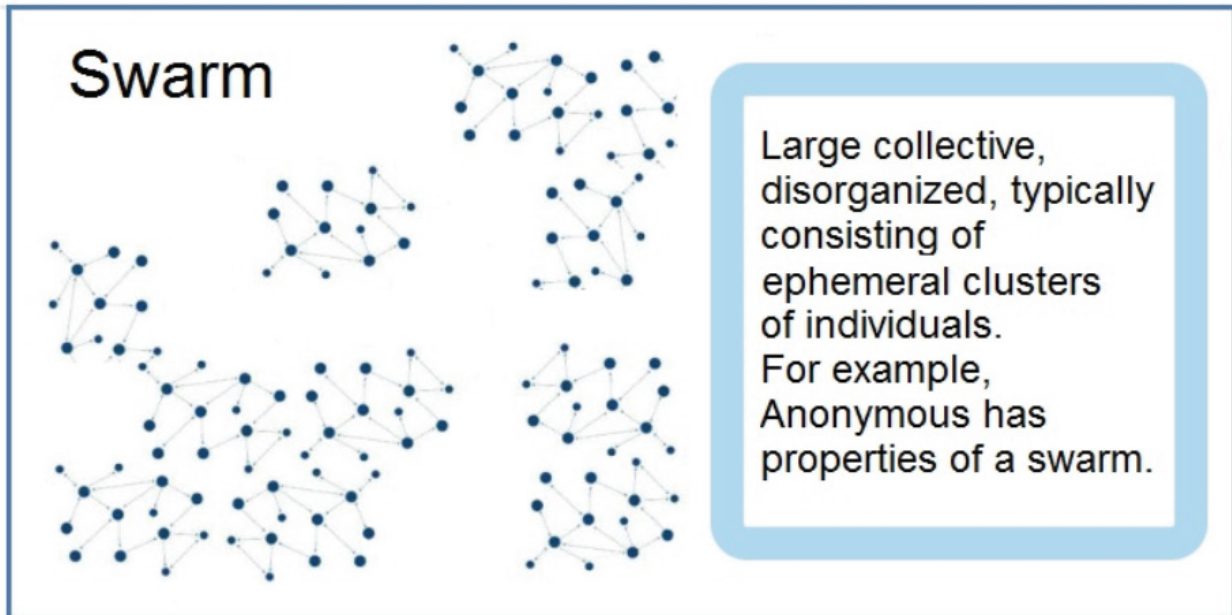 Swarm
Large collective,
disorganized, typically
consisting of
ephemeral clusters
of individuals.
For example,
Anonymous has
properties of a swarm.